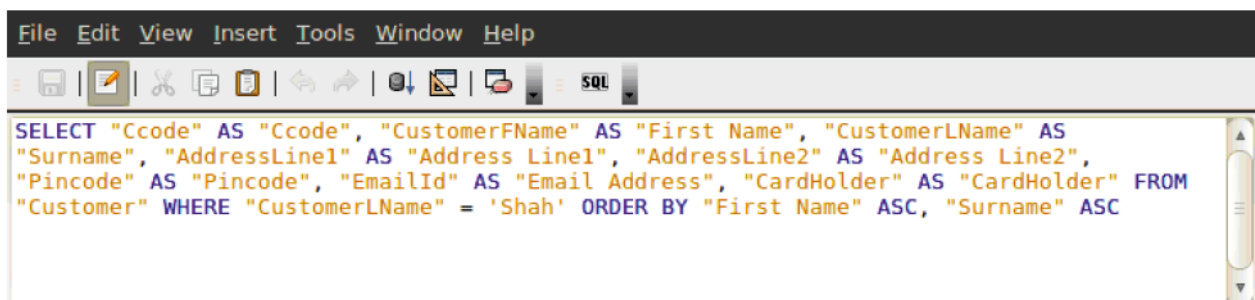 File Edit View Insert Tools Window Help
SQL
SELECT "Ccode" AS "Ccode", "CustomerFName" AS "First Name", "CustomerLName" AS
"Surname", "AddressLine1" AS "Address Line1", "AddressLine2" AS "Address Line2",
"Pincode" AS "Pincode", "EmailId" AS "Email Address", "CardHolder" AS "CardHolder" FROM
"Customer" WHERE "CustomerLName" = 'Shah' ORDER BY "First Name" ASC, "Surname" ASC